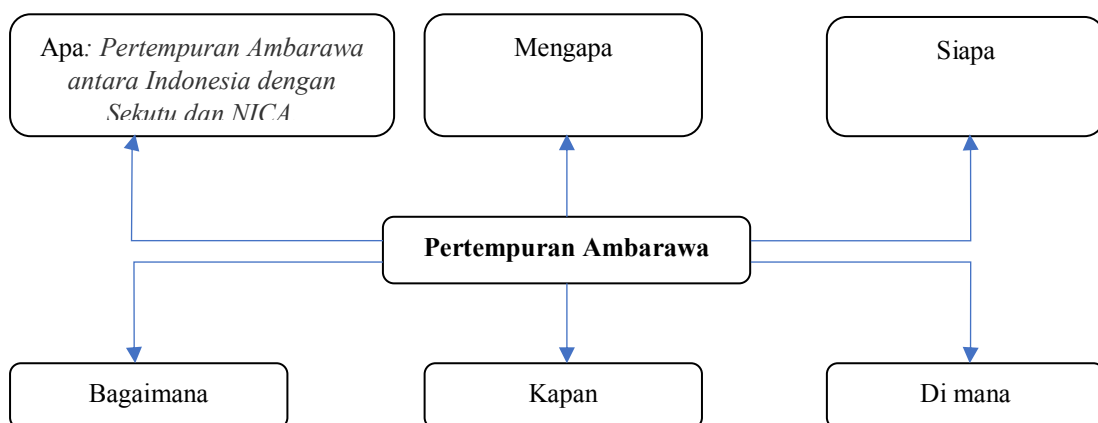 Apa: Pertempuran Ambarawa
antara Indonesia dengan
Sekutu dan NICA
Mengapa
Siapa
Pertempuran Ambarawa
Bagaimana
Kapan
Di mana